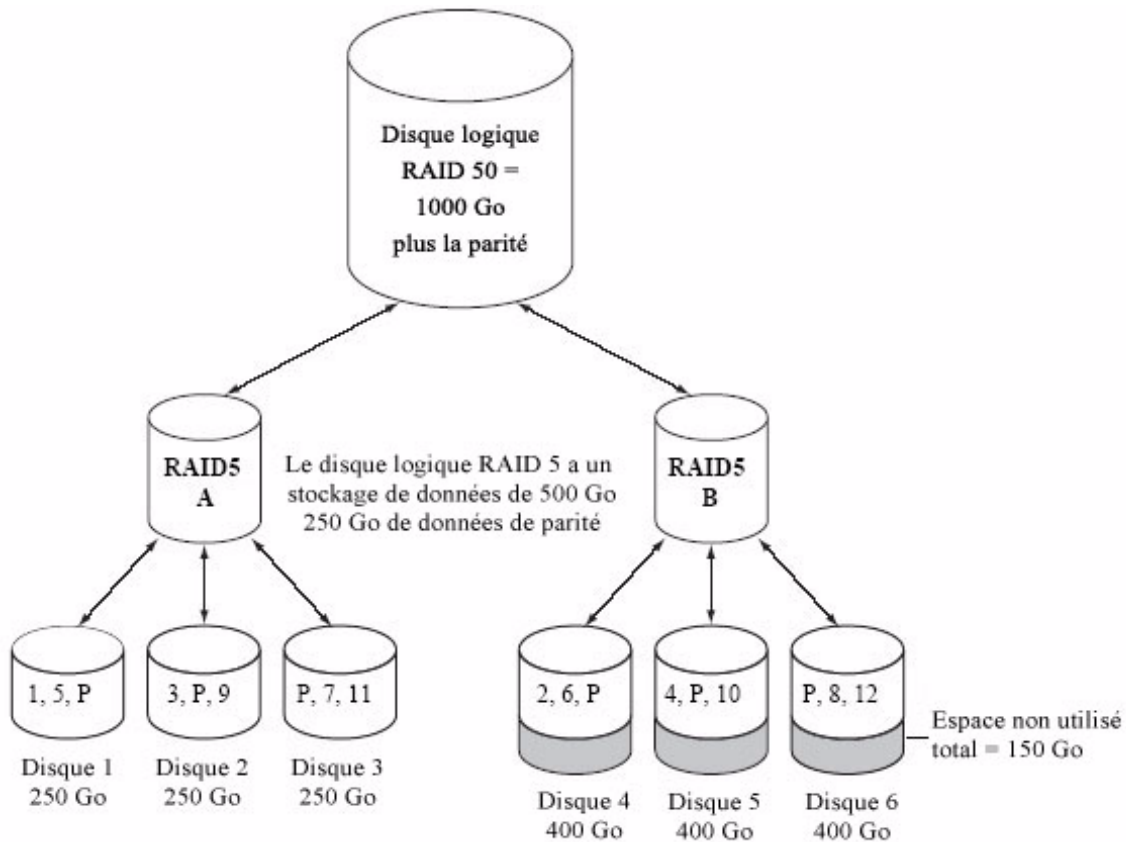 Disque logique
RAID 50 =
1000 Go
plus la parité
RAID5
A
Le disque logique RAID 5 a un
stockage de données de 500 Go
250 Go de données de parité
RAID5
B
1, 5, P
3, P, 9
P, 7, 11
2, 6, P
4, P, 10
P, 8, 12
Espace non utilisé
total = 150 Go
Disque 1
250 Go
Disque 2
250 Go
Disque 3
250 Go
Disque 4
400 Go
Disque 5
400 Go
Disque 6
400 Go